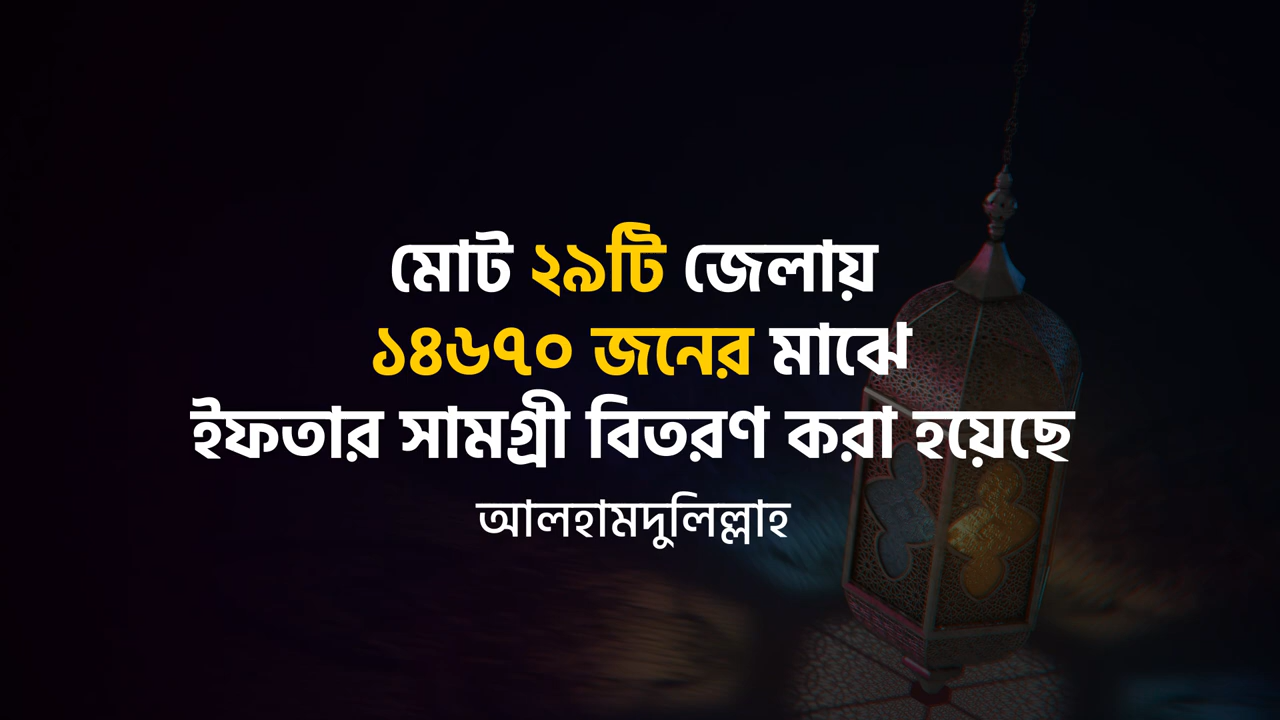 মোট ২৯টি জেলায়
১৪৬৭০ জনের মাঝে
ইফতার সামগ্রী বিতরণ করা হয়েছে
আলহামদুলিল্লাহ